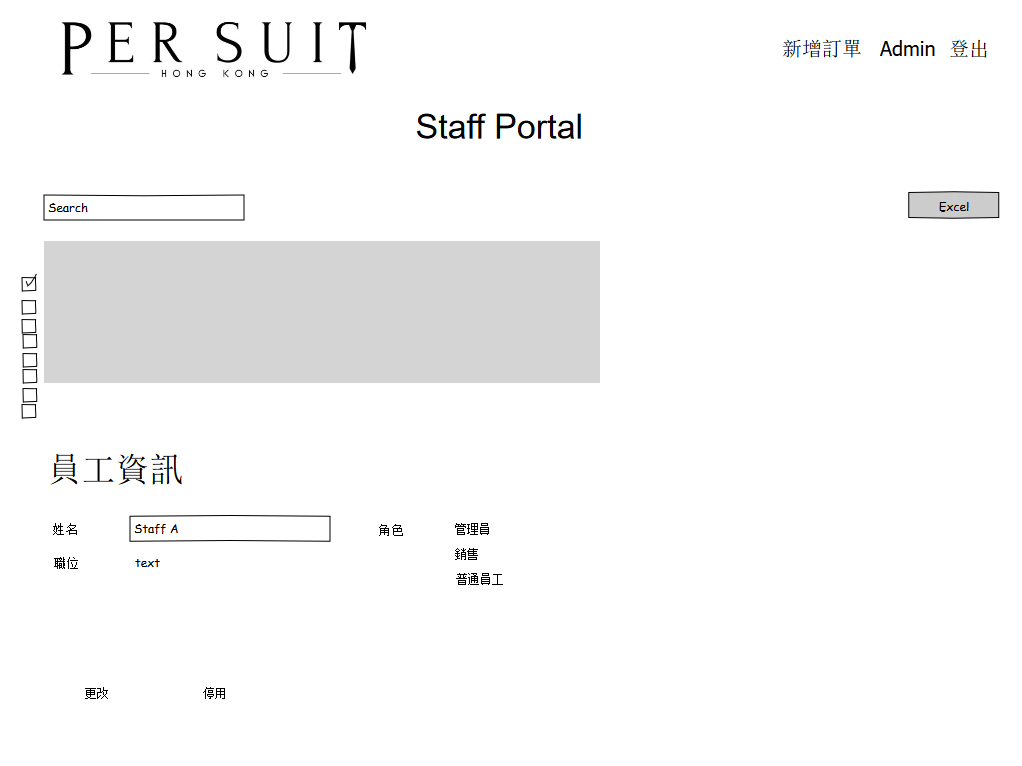 PER SUIT
HONG KONG
新增訂單 Admin 登出
Staff Portal
Search
Excel
員工資訊
姓名 Staff A 角色 管理員
銷售
職位 text
普通員工
更改 停用